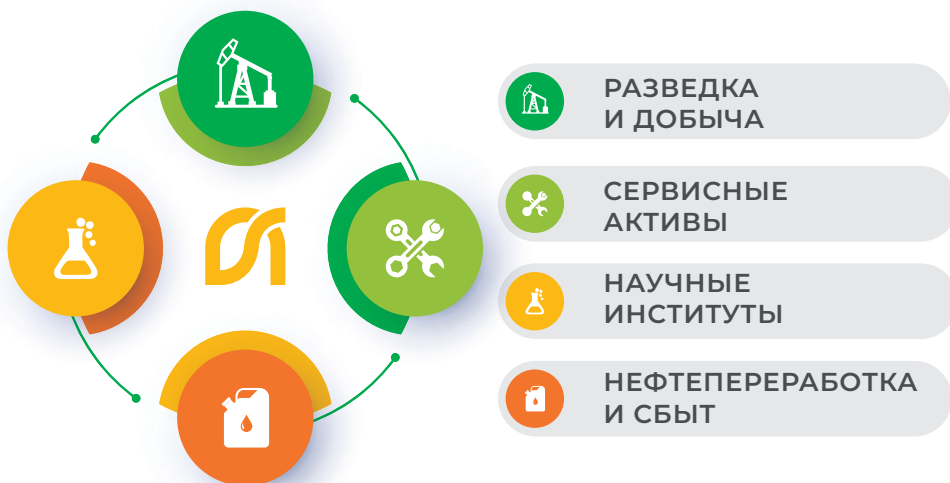 РАЗВЕДКА
И ДОБЫЧА
СЕРВИСНЫЕ
АКТИВЫ
НАУЧНЫЕ
ИНСТИТУТЫ
НЕФТЕПЕРЕРАБОТКА
И СБЫТ